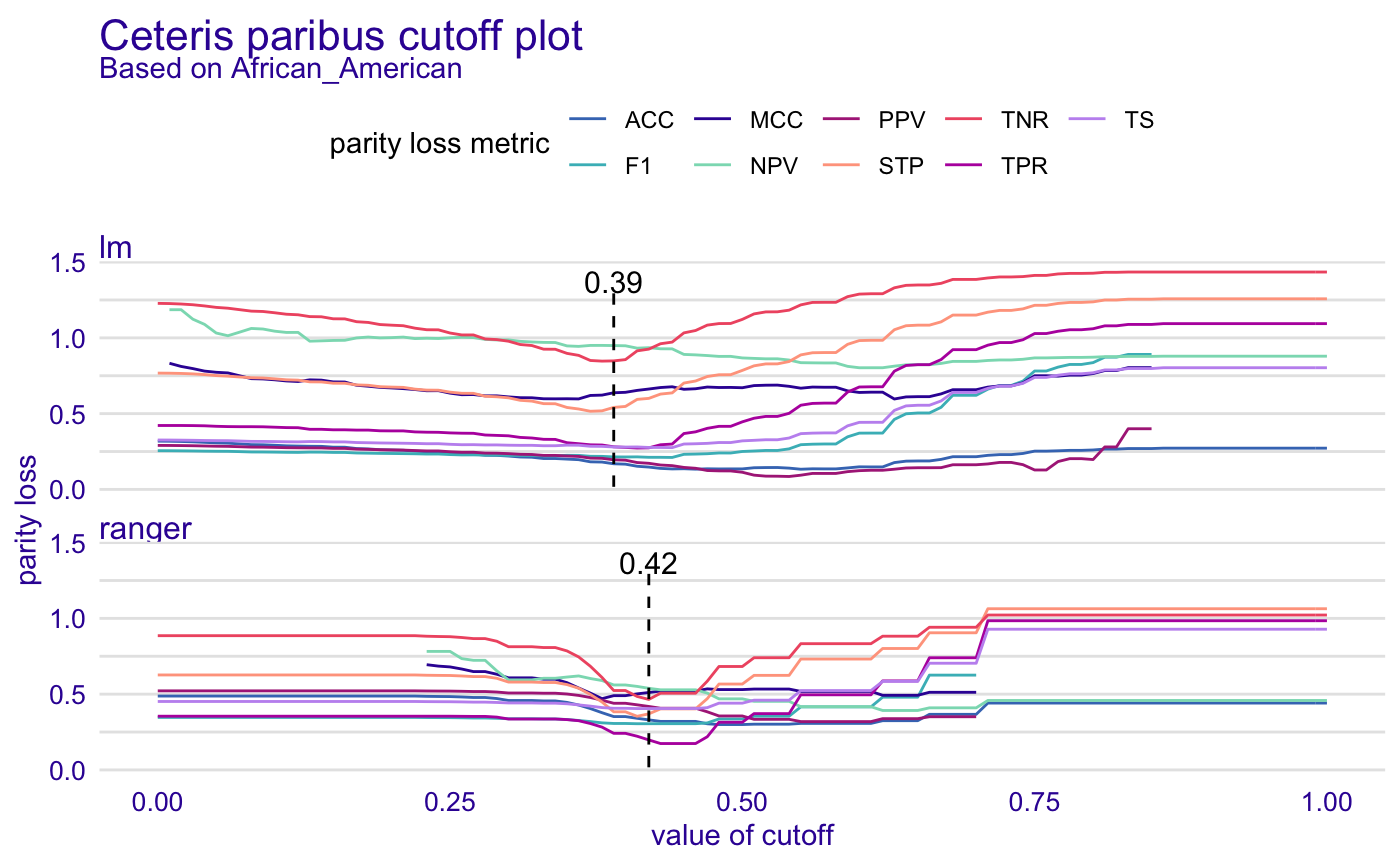 Ceteris paribus cutoff plot
Based on African_American
parity loss metric
ACC MCC PPV TNR TS
F1 NPV STP TPR
lm
1.5
0.39
1.0
0.5
0.0
parity loss
ranger
1.5
0.42
1.0
0.5
0.0
0.00 0.25 0.50 0.75 1.00
value of cutoff